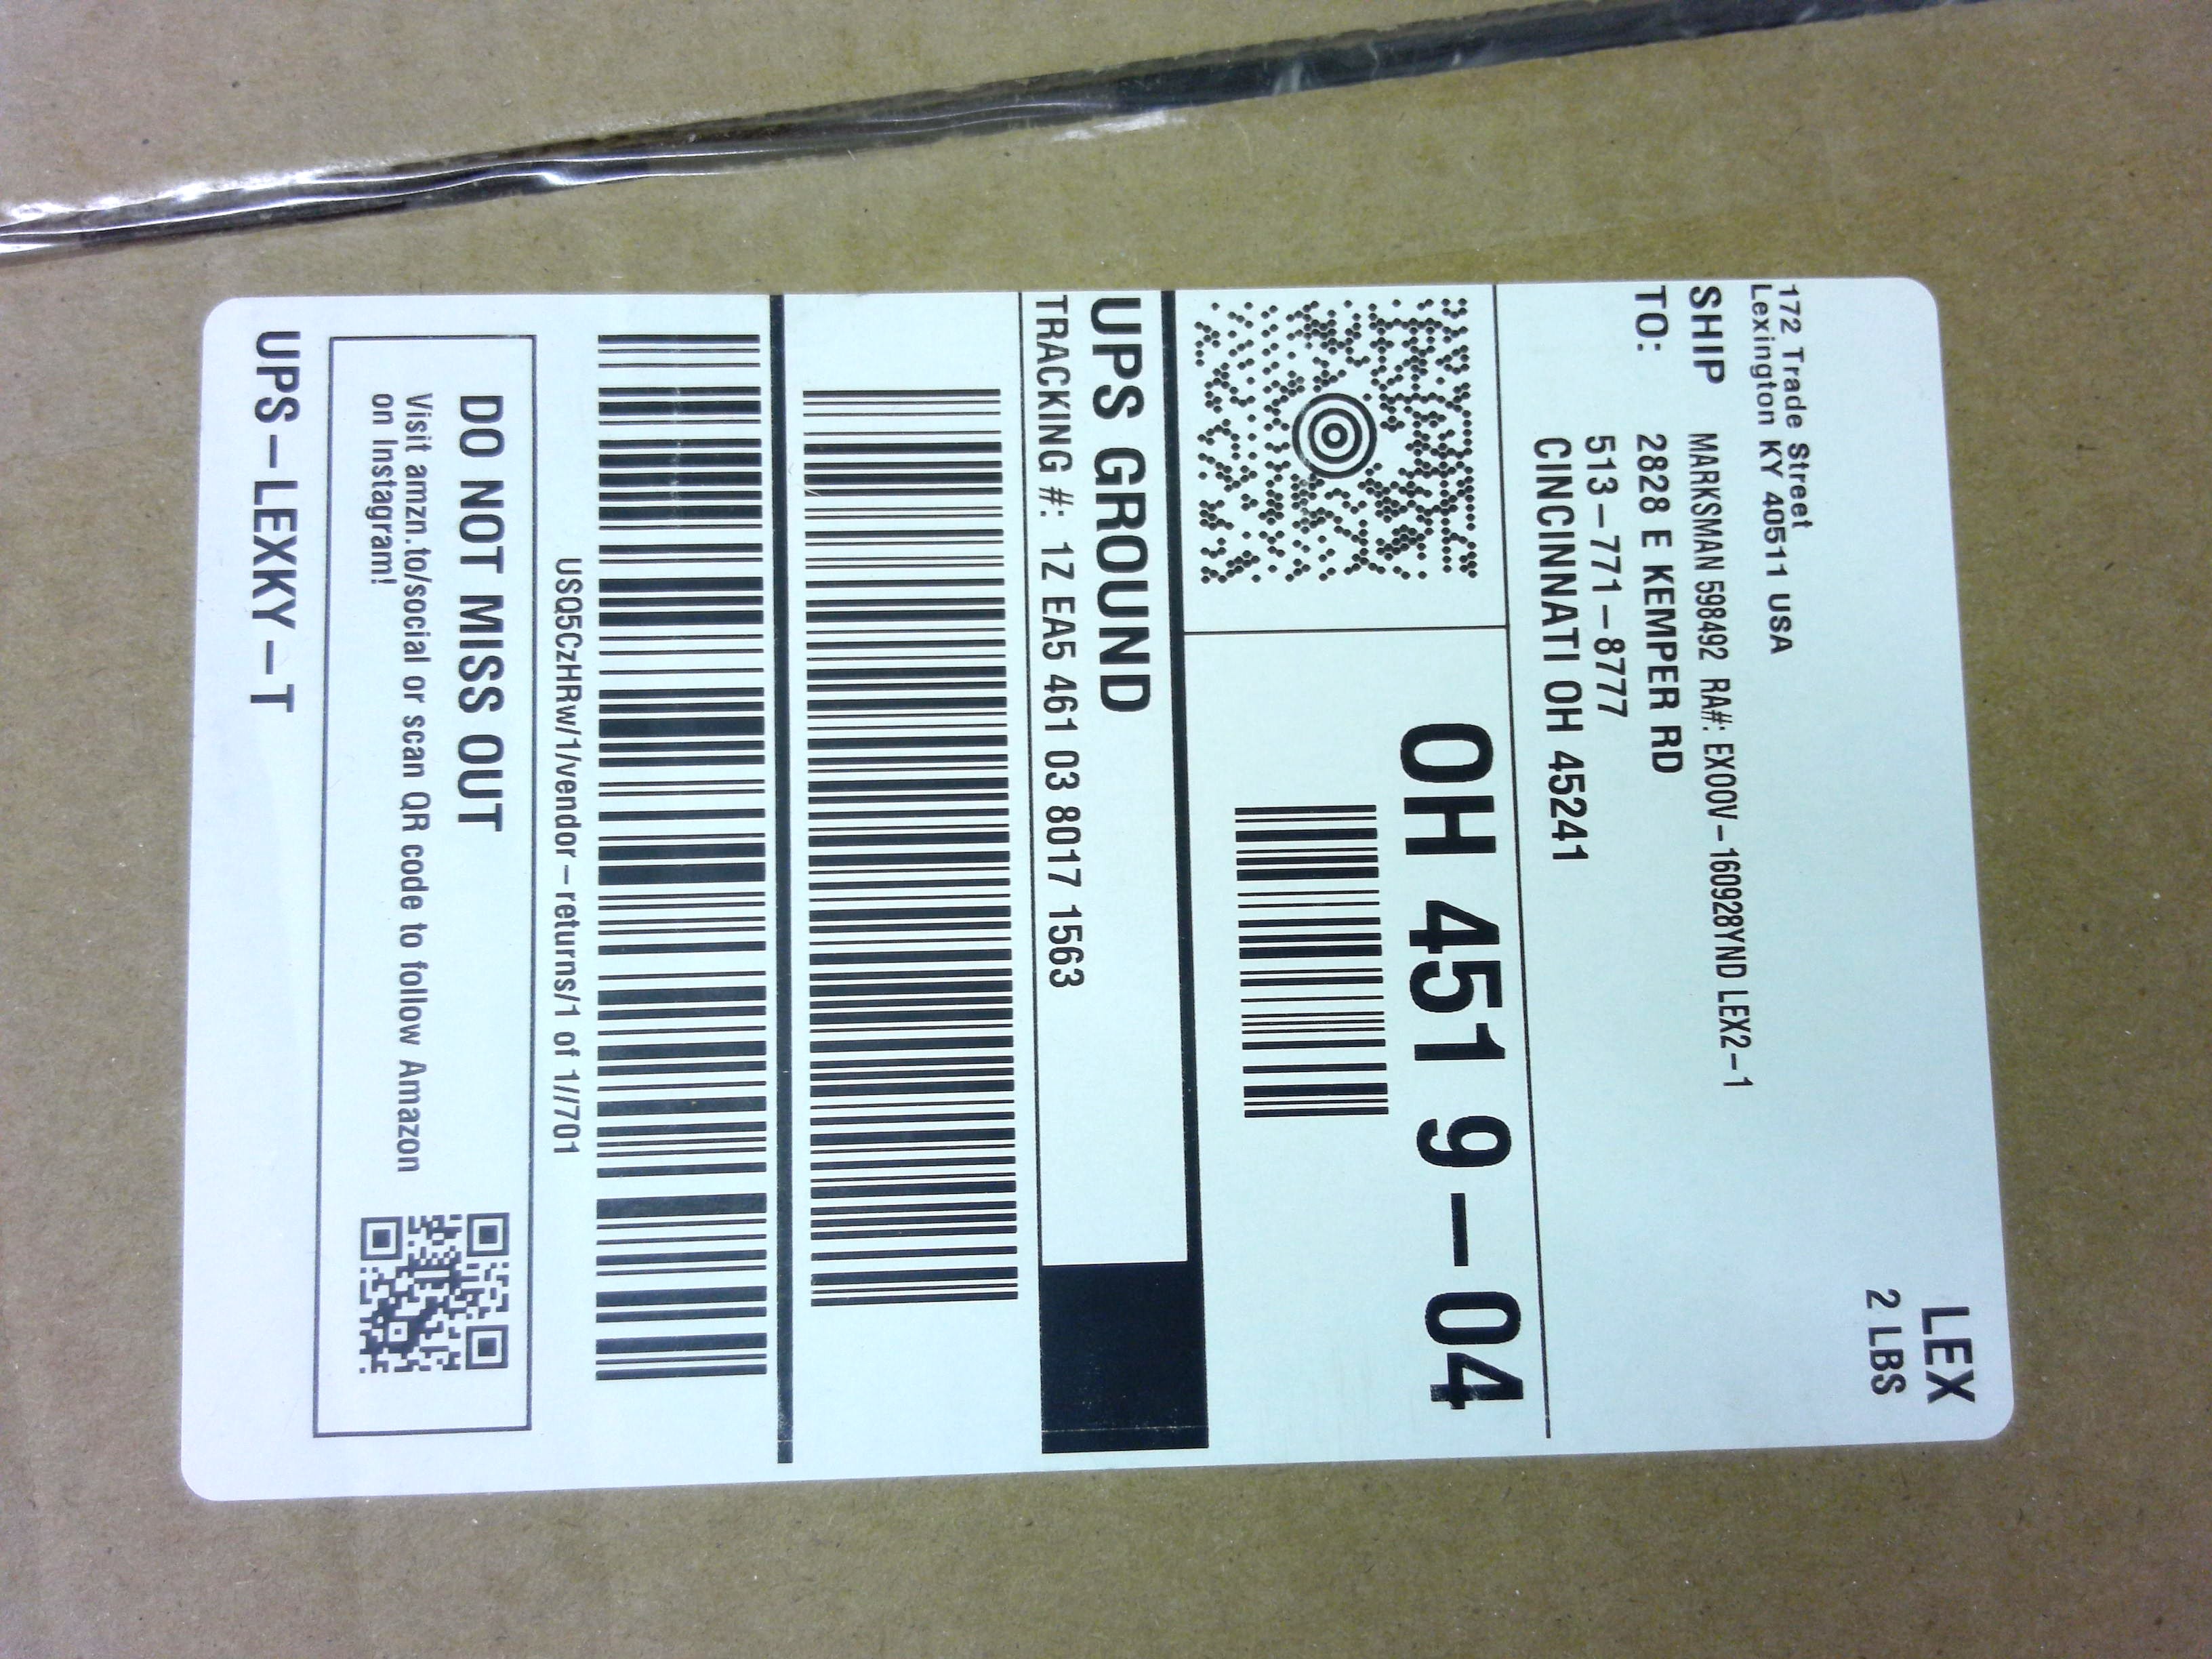 LEX
2 LBS
172 Trade Street
Lexington KY 40511 USA
SHIP
TO:
MARKSMAN 598492 RA#: EXOOV-160928YND LEX2-1
2828 E KEMPER RD
513-771-8777
CINCINNATI OH 45241
OH 451 9-04
UPS GROUND
TRACKING #: 1Z EA5 461 03 8017 1563
USQ5CzHRw/1/vendor-returns/1 of 1//701
DO NOT MISS OUT
Visit amzn.to/social or scan QR code to follow Amazon
on Instagram!
UPS-LEXKY-T